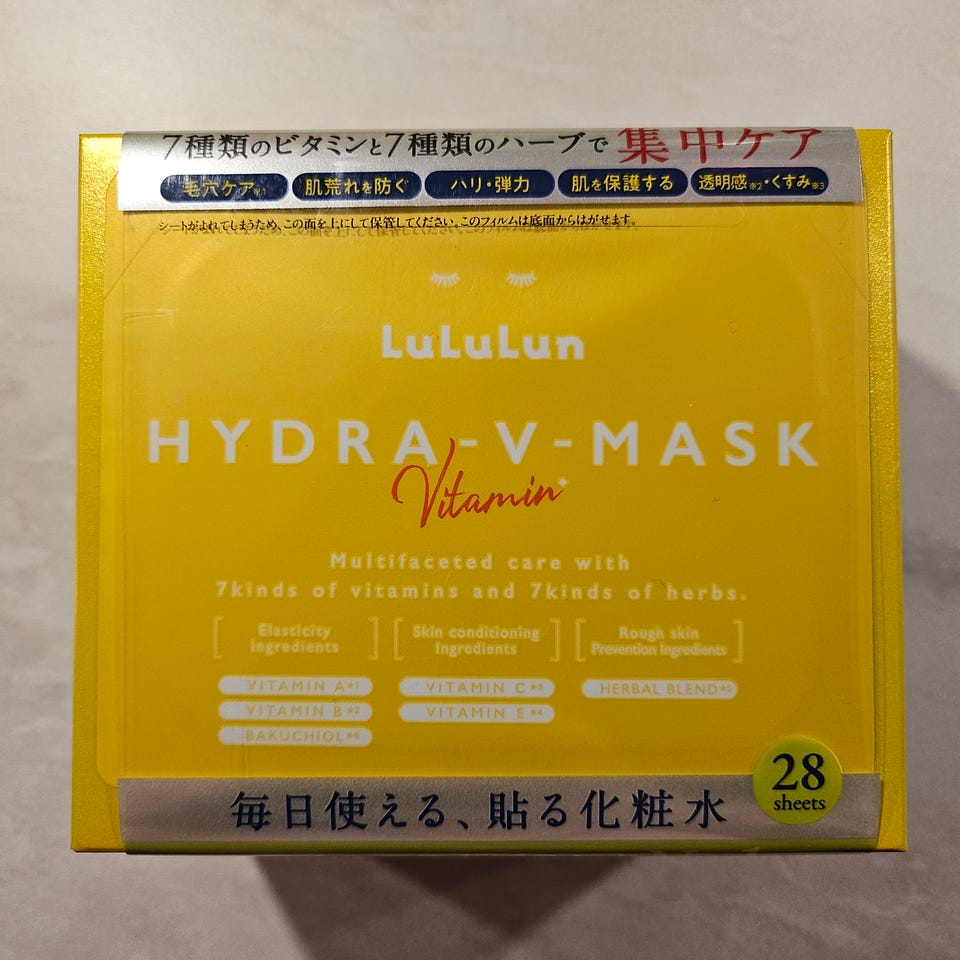 7種類のビタミンと7種類のハーブで 集中ケア
毛穴ケア※1 肌荒れを防ぐ ハリ・弾力 肌を保護する 透明感※2・くすみ※3
シートがよれてしまうため、この面を上にして保管してください。このフィルムは底面からはがせます。
LuLuLun
HYDRA-V-MASK
Vitamin
Multifaceted care with
7kinds of vitamins and 7kinds of herbs.
Elasticity Ingredients
Skin conditioning Ingredients
Rough skin Prevention Ingredients
VITAMIN A※1 VITAMIN C※3 HERBAL BLEND※5
VITAMIN B※2 VITAMIN E※4
BAKUCHIOL※6
28
sheets
毎日使える、貼る化粧水